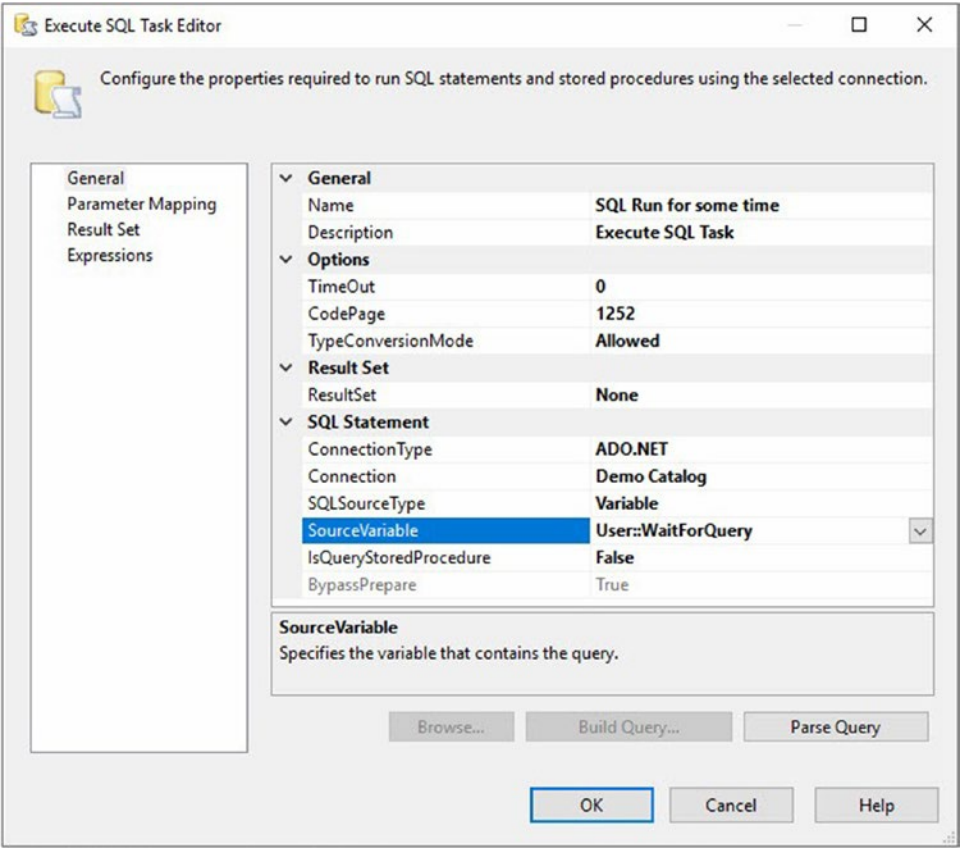 Execute SQL Task Editor
Configure the properties required to run SQL statements and stored procedures using the selected connection.
General
Parameter Mapping
Result Set
Expressions
General
Name SQL Run for some time
Description Execute SQL Task
Options
TimeOut 0
CodePage 1252
TypeConversionMode Allowed
Result Set
ResultSet None
SQL Statement
ConnectionType ADO.NET
Connection Demo Catalog
SQLSourceType Variable
SourceVariable User::WaitForQuery
IsQueryStoredProcedure False
BypassPrepare True
SourceVariable
Specifies the variable that contains the query.
Browse... Build Query... Parse Query
OK Cancel Help